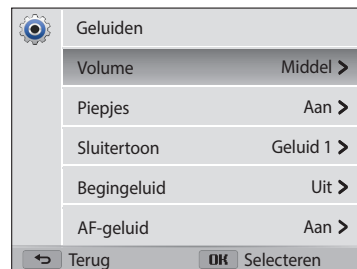 Geluiden
Volume Middel >
Piepjes Aan >
Sluitertoon Geluid 1 >
Begingeluid Uit >
AF-geluid Aan >
Terug OK Selecteren